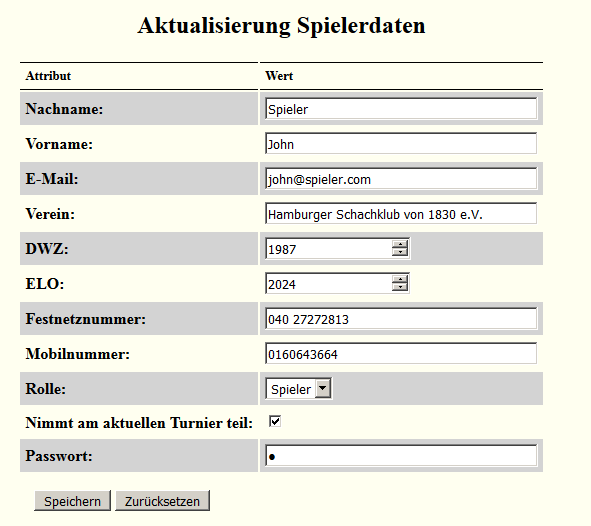 Aktualisierung Spielerdaten
Attribut Wert
Nachname: Spieler
Vorname: John
E-Mail: john@spieler.com
Verein: Hamburger Schachklub von 1830 e.V.
DWZ: 1987
ELO: 2024
Festnetznummer: 040 27272813
Mobilnummer: 0160643664
Rolle: Spieler
Nimmt am aktuellen Turnier teil:
Passwort: ●
Speichern Zurücksetzen